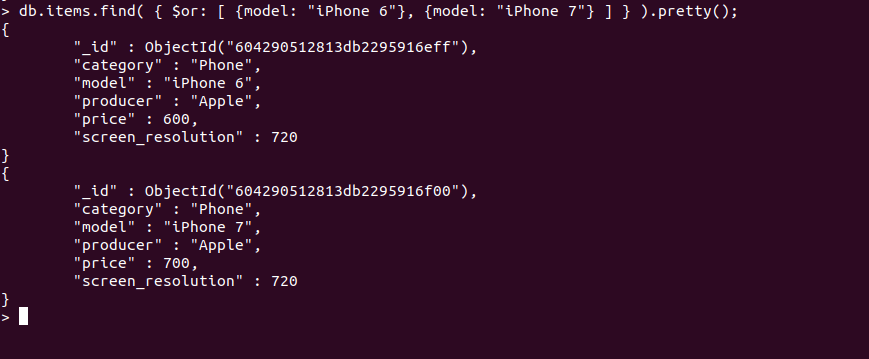 > db.items.find( { $or: [ {model: "iPhone 6"}, {model: "iPhone 7"} ] } ).pretty();
{
        "_id" : ObjectId("604290512813db2295916eff"),
        "category" : "Phone",
        "model" : "iPhone 6",
        "producer" : "Apple",
        "price" : 600,
        "screen_resolution" : 720
}
{
        "_id" : ObjectId("604290512813db2295916f00"),
        "category" : "Phone",
        "model" : "iPhone 7",
        "producer" : "Apple",
        "price" : 700,
        "screen_resolution" : 720
}
>